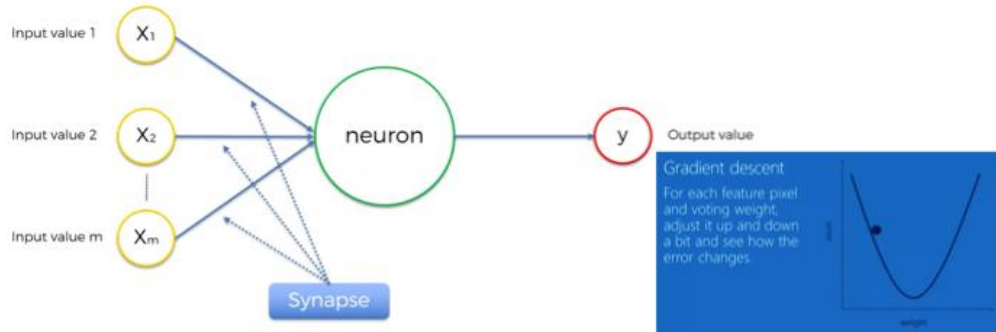 Input value 1
X1
Input value 2
X2
neuron
y
Output value
Input value m
Xm
Synapse
Gradient descent
For each feature pixel
and voting weight,
adjust it up and down
a bit and see how the
error changes.
error
weight